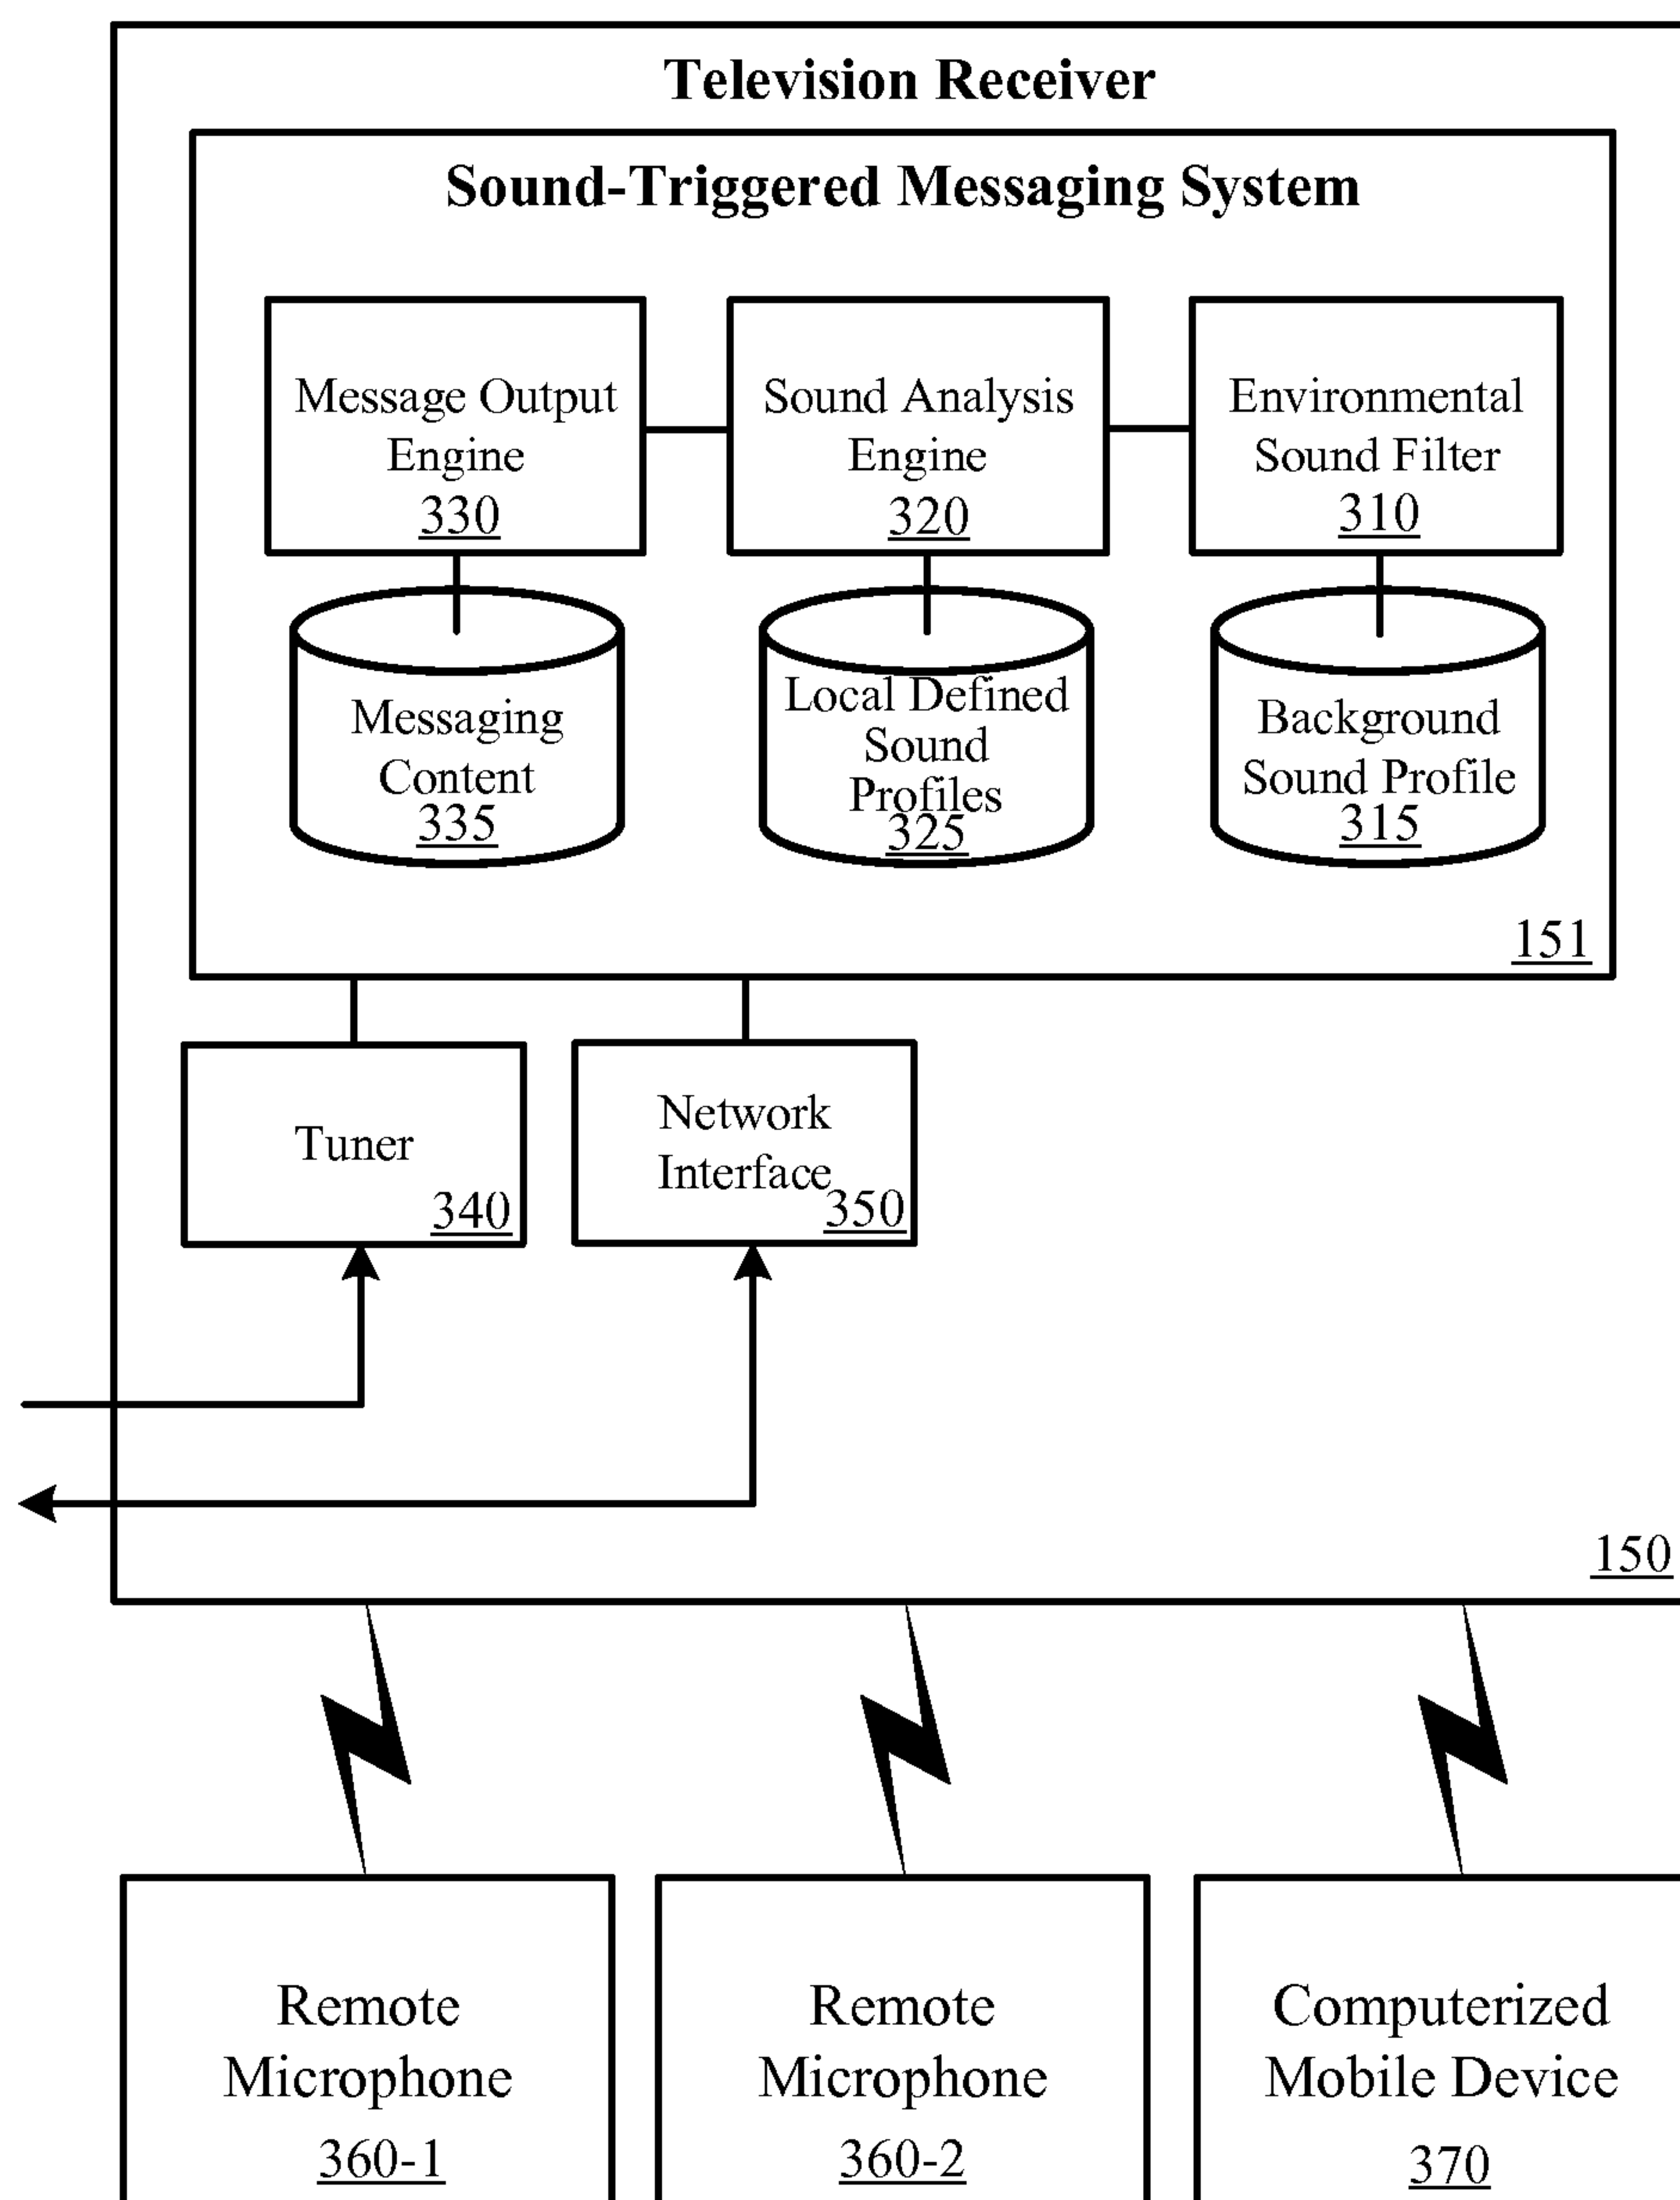 Television Receiver
Sound-Triggered Messaging System
Message Output
Engine
330
Sound Analysis
Engine
320
Environmental
Sound Filter
310
Messaging
Content
335
Local Defined
Sound
Profiles
325
Background
Sound Profile
315
151
Tuner
340
Network
Interface
350
150
Remote
Microphone
360-1
Remote
Microphone
360-2
Computerized
Mobile Device
370